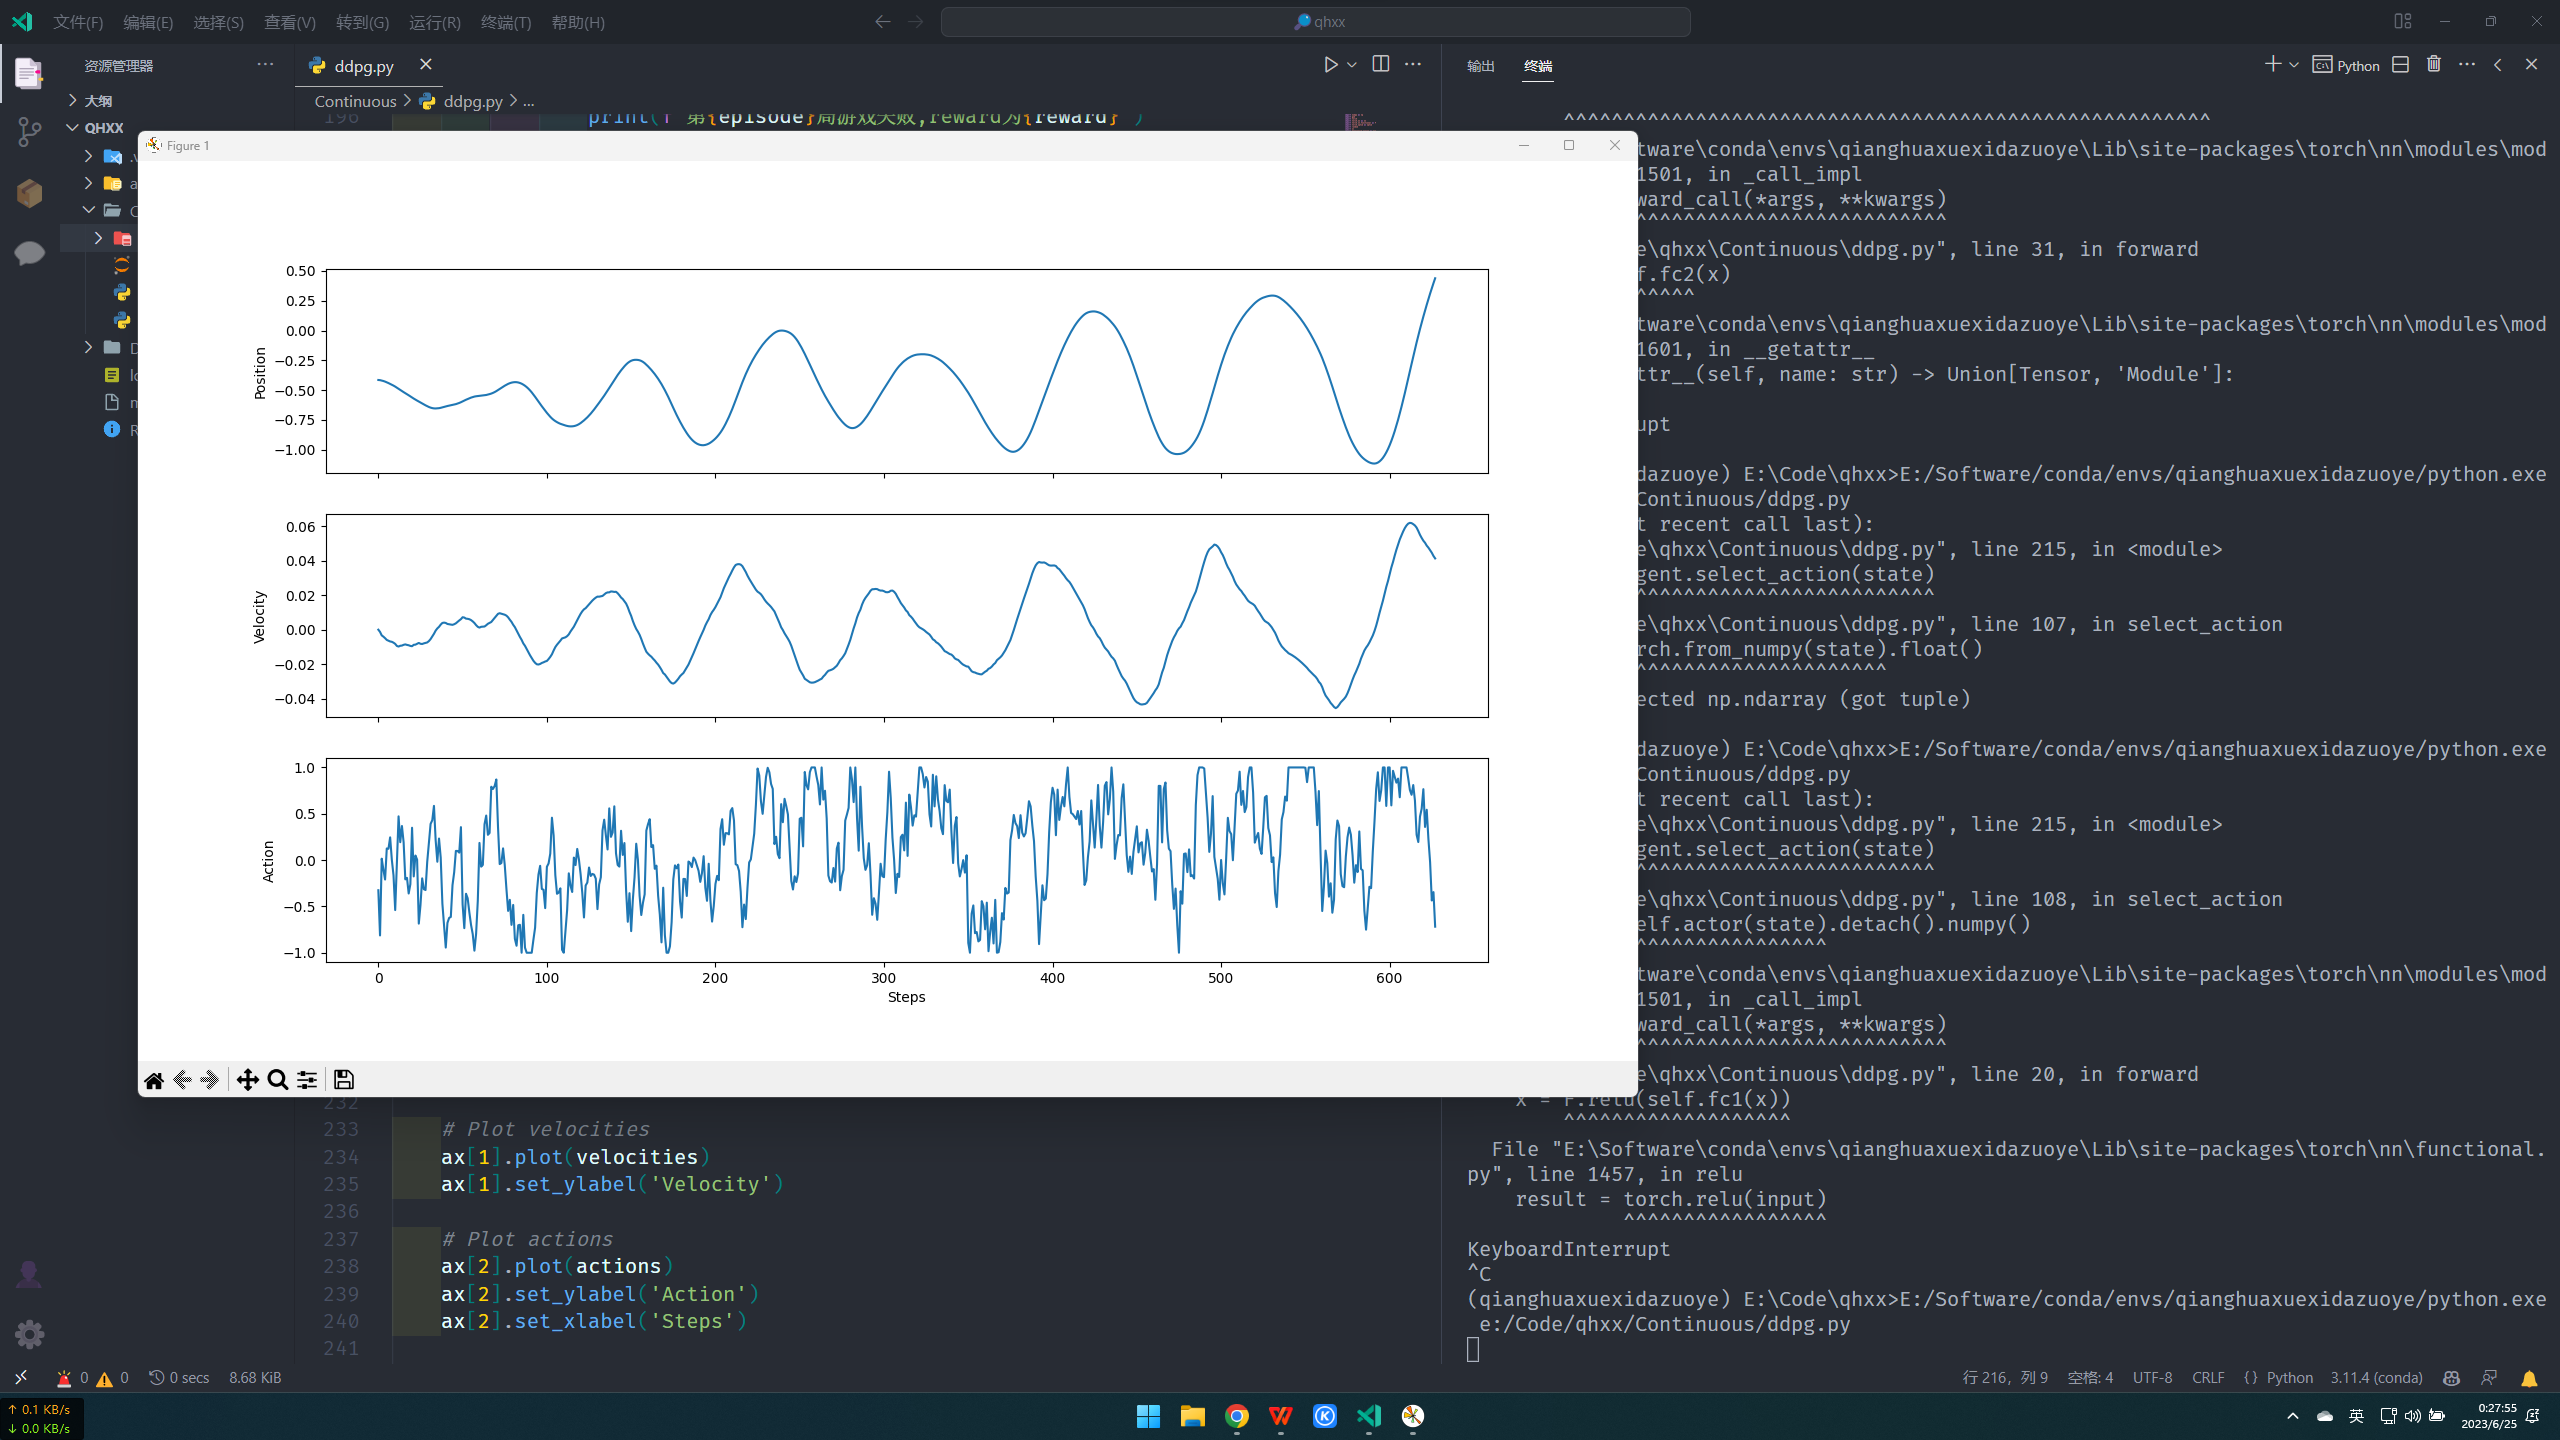 文件(F) 编辑(E) 选择(S) 查看(V) 转到(G) 运行(R) 终端(T) 帮助(H)
qhxx
资源管理器 ···
大纲
QHXX
ddpg.py
Continuous > ddpg.py > ...
196 print(f"第{episode}局游戏失败,reward为{reward}")
Figure 1
0.50
0.25
0.00
−0.25
−0.50
−0.75
−1.00
Position
0.06
0.04
0.02
0.00
−0.02
−0.04
Velocity
1.0
0.5
0.0
−0.5
−1.0
Action
0 100 200 300 400 500 600
Steps
232
233 # Plot velocities
234 ax[1].plot(velocities)
235 ax[1].set_ylabel('Velocity')
236
237 # Plot actions
238 ax[2].plot(actions)
239 ax[2].set_ylabel('Action')
240 ax[2].set_xlabel('Steps')
241
输出 终端
Python
^^^^^^^^^^^^^^^^^^^^^^^^^^^^^^^^^^^^^^^^^^^^^^^^^^^^^^
tware\conda\envs\qianghuaxuexidazuoye\Lib\site-packages\torch\nn\modules\mod
1501, in _call_impl
ward_call(*args, **kwargs)
^^^^^^^^^^^^^^^^^^^^^^^^^^
e\qhxx\Continuous\ddpg.py", line 31, in forward
f.fc2(x)
^^^^^
tware\conda\envs\qianghuaxuexidazuoye\Lib\site-packages\torch\nn\modules\mod
1601, in __getattr__
ttr__(self, name: str) -> Union[Tensor, 'Module']:
rupt
dazuoye) E:\Code\qhxx>E:/Software/conda/envs/qianghuaxuexidazuoye/python.exe
Continuous/ddpg.py
t recent call last):
e\qhxx\Continuous\ddpg.py", line 215, in <module>
gent.select_action(state)
^^^^^^^^^^^^^^^^^^^^^^^^^
e\qhxx\Continuous\ddpg.py", line 107, in select_action
rch.from_numpy(state).float()
^^^^^^^^^^^^^^^^^^^^^
ected np.ndarray (got tuple)
dazuoye) E:\Code\qhxx>E:/Software/conda/envs/qianghuaxuexidazuoye/python.exe
Continuous/ddpg.py
t recent call last):
e\qhxx\Continuous\ddpg.py", line 215, in <module>
gent.select_action(state)
^^^^^^^^^^^^^^^^^^^^^^^^^
e\qhxx\Continuous\ddpg.py", line 108, in select_action
elf.actor(state).detach().numpy()
^^^^^^^^^^^^^^^^
tware\conda\envs\qianghuaxuexidazuoye\Lib\site-packages\torch\nn\modules\mod
1501, in _call_impl
ward_call(*args, **kwargs)
^^^^^^^^^^^^^^^^^^^^^^^^^^
e\qhxx\Continuous\ddpg.py", line 20, in forward
x = F.relu(self.fc1(x))
^^^^^^^^^^^^^^^^^^^
File "E:\Software\conda\envs\qianghuaxuexidazuoye\Lib\site-packages\torch\nn\functional.
py", line 1457, in relu
result = torch.relu(input)
^^^^^^^^^^^^^^^^^
KeyboardInterrupt
^C
(qianghuaxuexidazuoye) E:\Code\qhxx>E:/Software/conda/envs/qianghuaxuexidazuoye/python.exe
e:/Code/qhxx/Continuous/ddpg.py
0 0 0 secs 8.68 KiB
行 216，列 9 空格: 4 UTF-8 CRLF {} Python 3.11.4 (conda)
↑ 0.1 KB/s
↓ 0.0 KB/s
英
0:27:55
2023/6/25